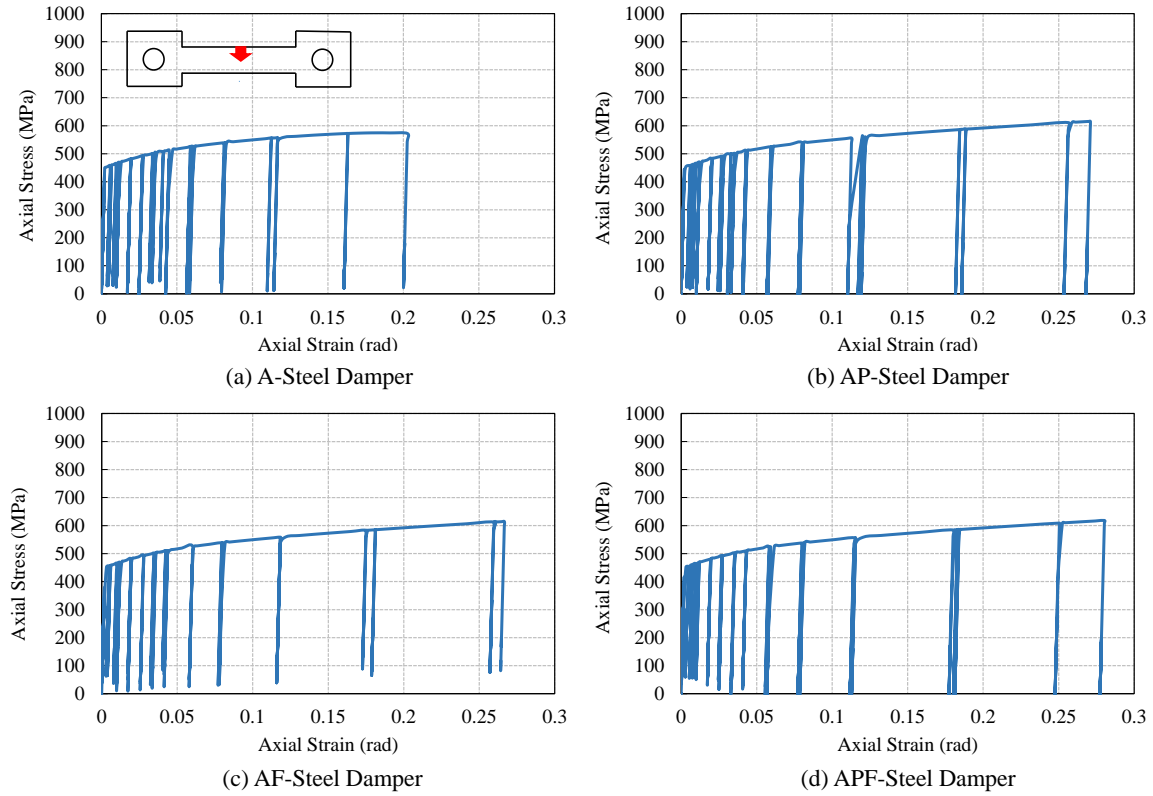 1000
900
800
700
600
500
400
300
200
100
0
Axial Stress (MPa)
0 0.05 0.1 0.15 0.2 0.25 0.3
Axial Strain (rad)
(a) A-Steel Damper
1000
900
800
700
600
500
400
300
200
100
0
Axial Stress (MPa)
0 0.05 0.1 0.15 0.2 0.25 0.3
Axial Strain (rad)
(b) AP-Steel Damper
1000
900
800
700
600
500
400
300
200
100
0
Axial Stress (MPa)
0 0.05 0.1 0.15 0.2 0.25 0.3
Axial Strain (rad)
(c) AF-Steel Damper
1000
900
800
700
600
500
400
300
200
100
0
Axial Stress (MPa)
0 0.05 0.1 0.15 0.2 0.25 0.3
Axial Strain (rad)
(d) APF-Steel Damper